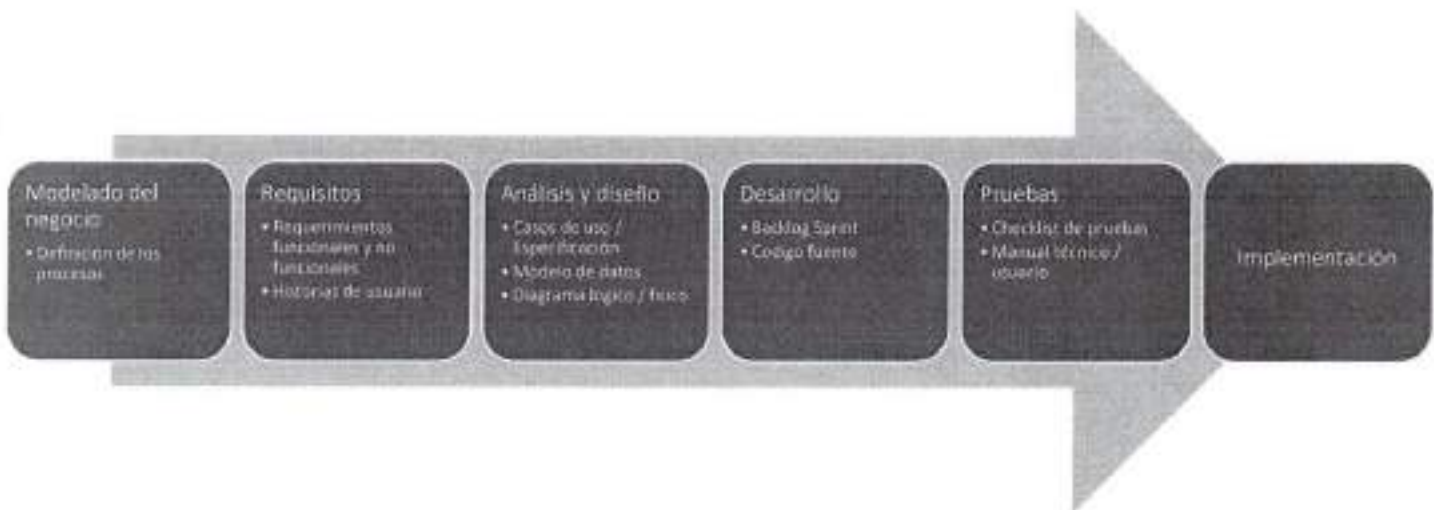 Modelado del
negocio
• Definición de los
procesos
Requisitos
• Requerimientos
funcionales y no
funcionales
• Historias de usuario
Análisis y diseño
• Casos de uso /
Especificación
• Modelo de datos
• Diagrama lógico / físico
Desarrollo
• Backlog Sprint
• Codigo fuente
Pruebas
• Checklist de pruebas
• Manual técnico /
usuario
Implementación